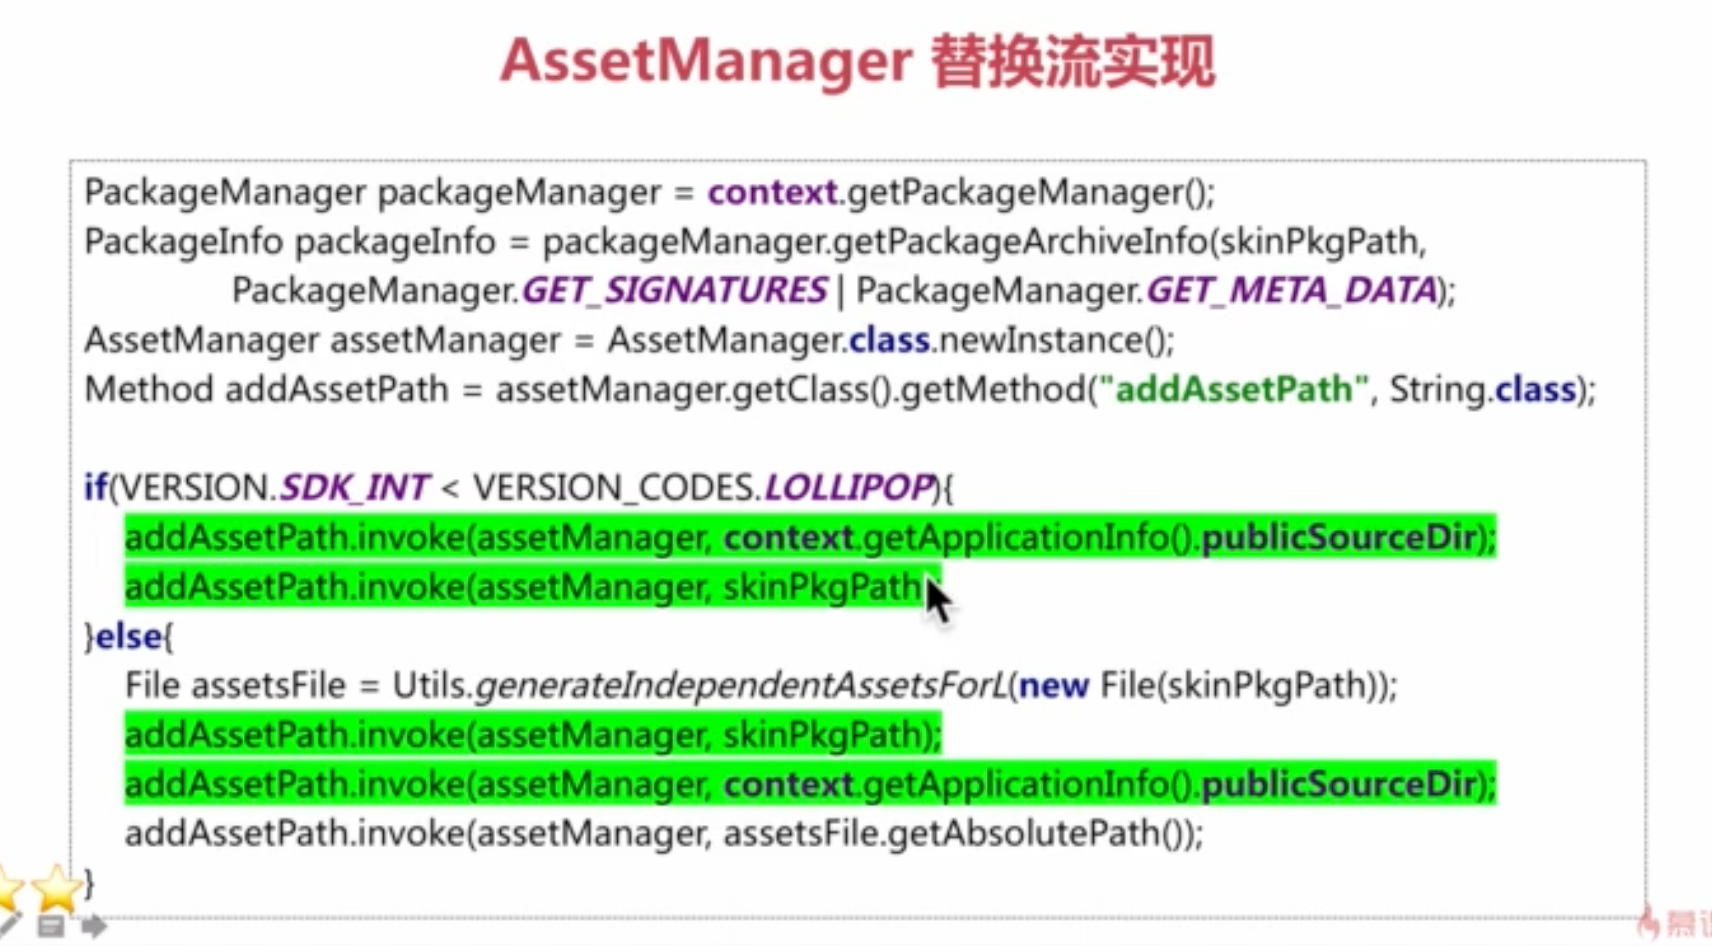 AssetManager 替换流实现
PackageManager packageManager = context.getPackageManager();
PackageInfo packageInfo = packageManager.getPackageArchiveInfo(skinPkgPath,
PackageManager.GET_SIGNATURES | PackageManager.GET_META_DATA);
AssetManager assetManager = AssetManager.class.newInstance();
Method addAssetPath = assetManager.getClass().getMethod("addAssetPath", String.class);
if(VERSION.SDK_INT < VERSION_CODES.LOLLIPOP){
addAssetPath.invoke(assetManager, context.getApplicationInfo().publicSourceDir);
addAssetPath.invoke(assetManager, skinPkgPath
}else{
File assetsFile = Utils.generateIndependentAssetsForL(new File(skinPkgPath));
addAssetPath.invoke(assetManager, skinPkgPath);
addAssetPath.invoke(assetManager, context.getApplicationInfo().publicSourceDir);
addAssetPath.invoke(assetManager, assetsFile.getAbsolutePath());
}
慕